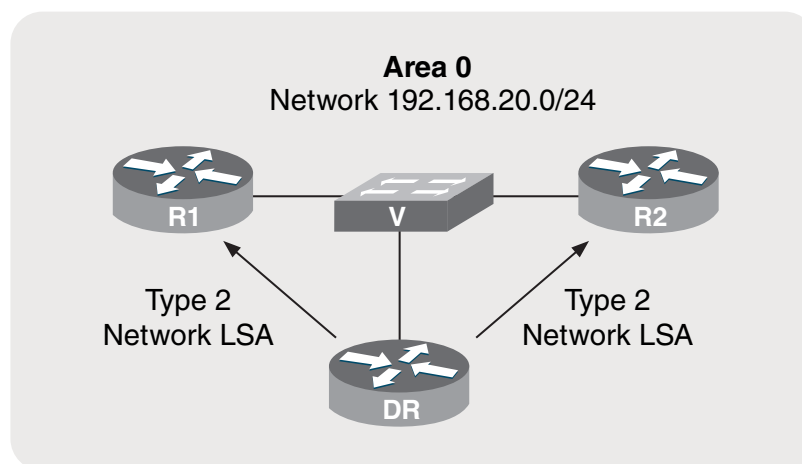 Area 0
Network 192.168.20.0/24
R1
V
R2
Type 2
Network LSA
Type 2
Network LSA
DR